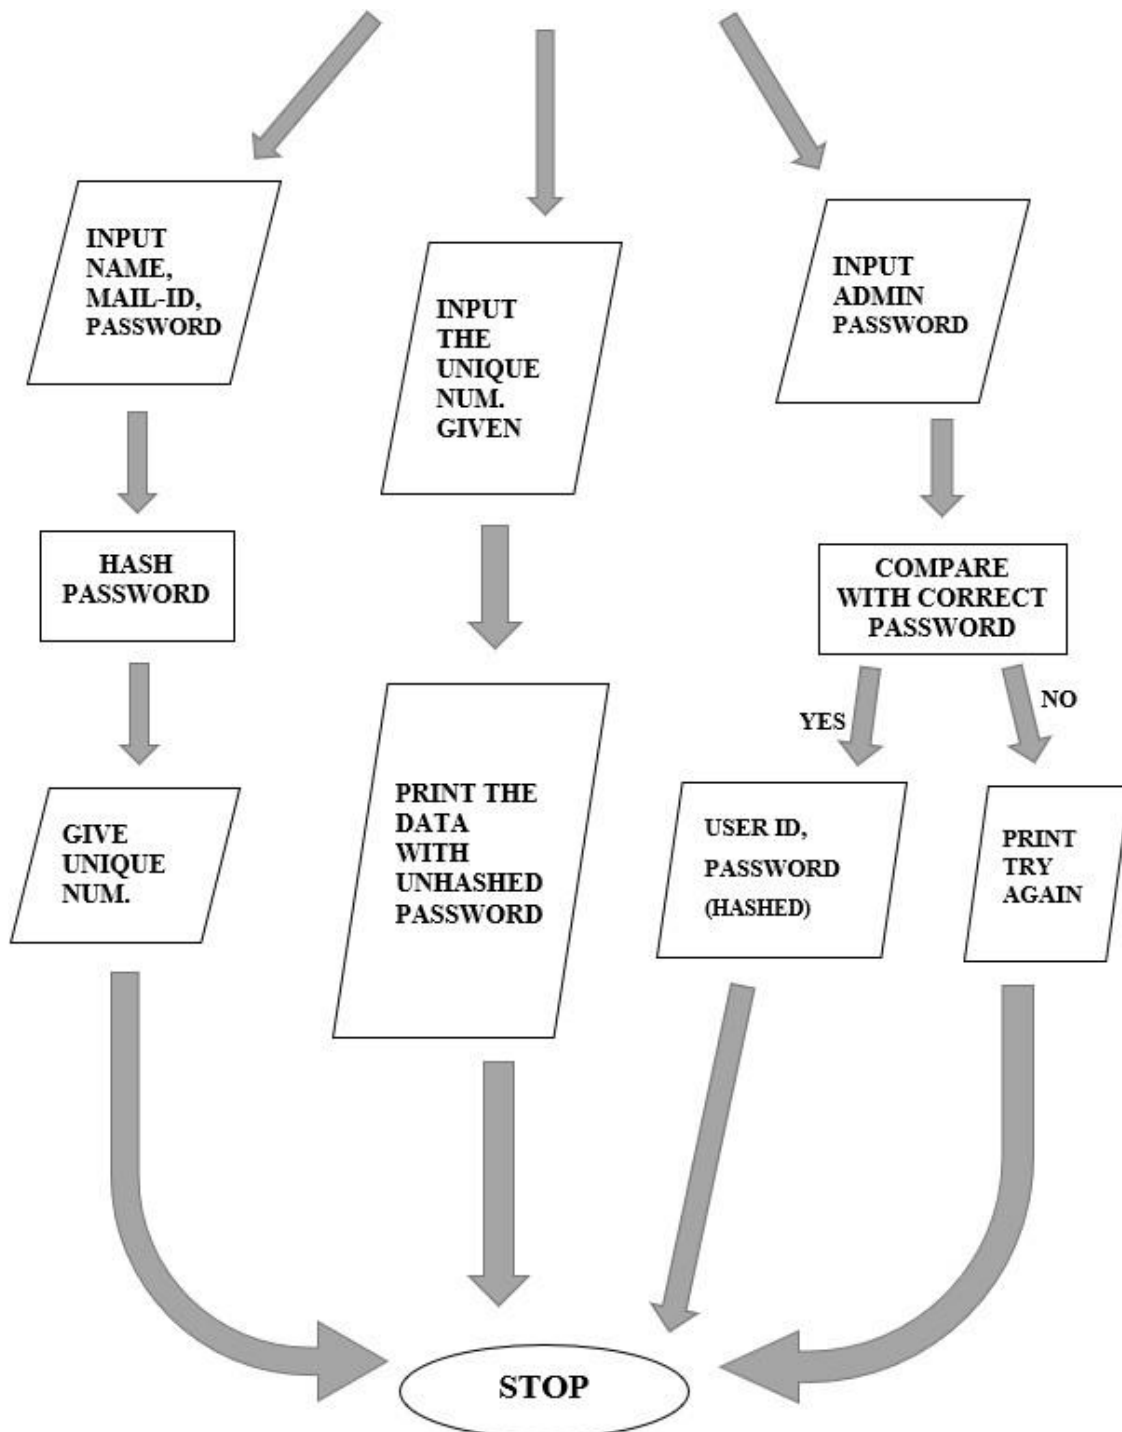 INPUT
NAME,
MAIL-ID,
PASSWORD
INPUT
THE
UNIQUE
NUM.
GIVEN
INPUT
ADMIN
PASSWORD
HASH
PASSWORD
COMPARE
WITH CORRECT
PASSWORD
YES
NO
GIVE
UNIQUE
NUM.
PRINT THE
DATA
WITH
UNHASHED
PASSWORD
USER ID,
PASSWORD
(HASHED)
PRINT
TRY
AGAIN
STOP